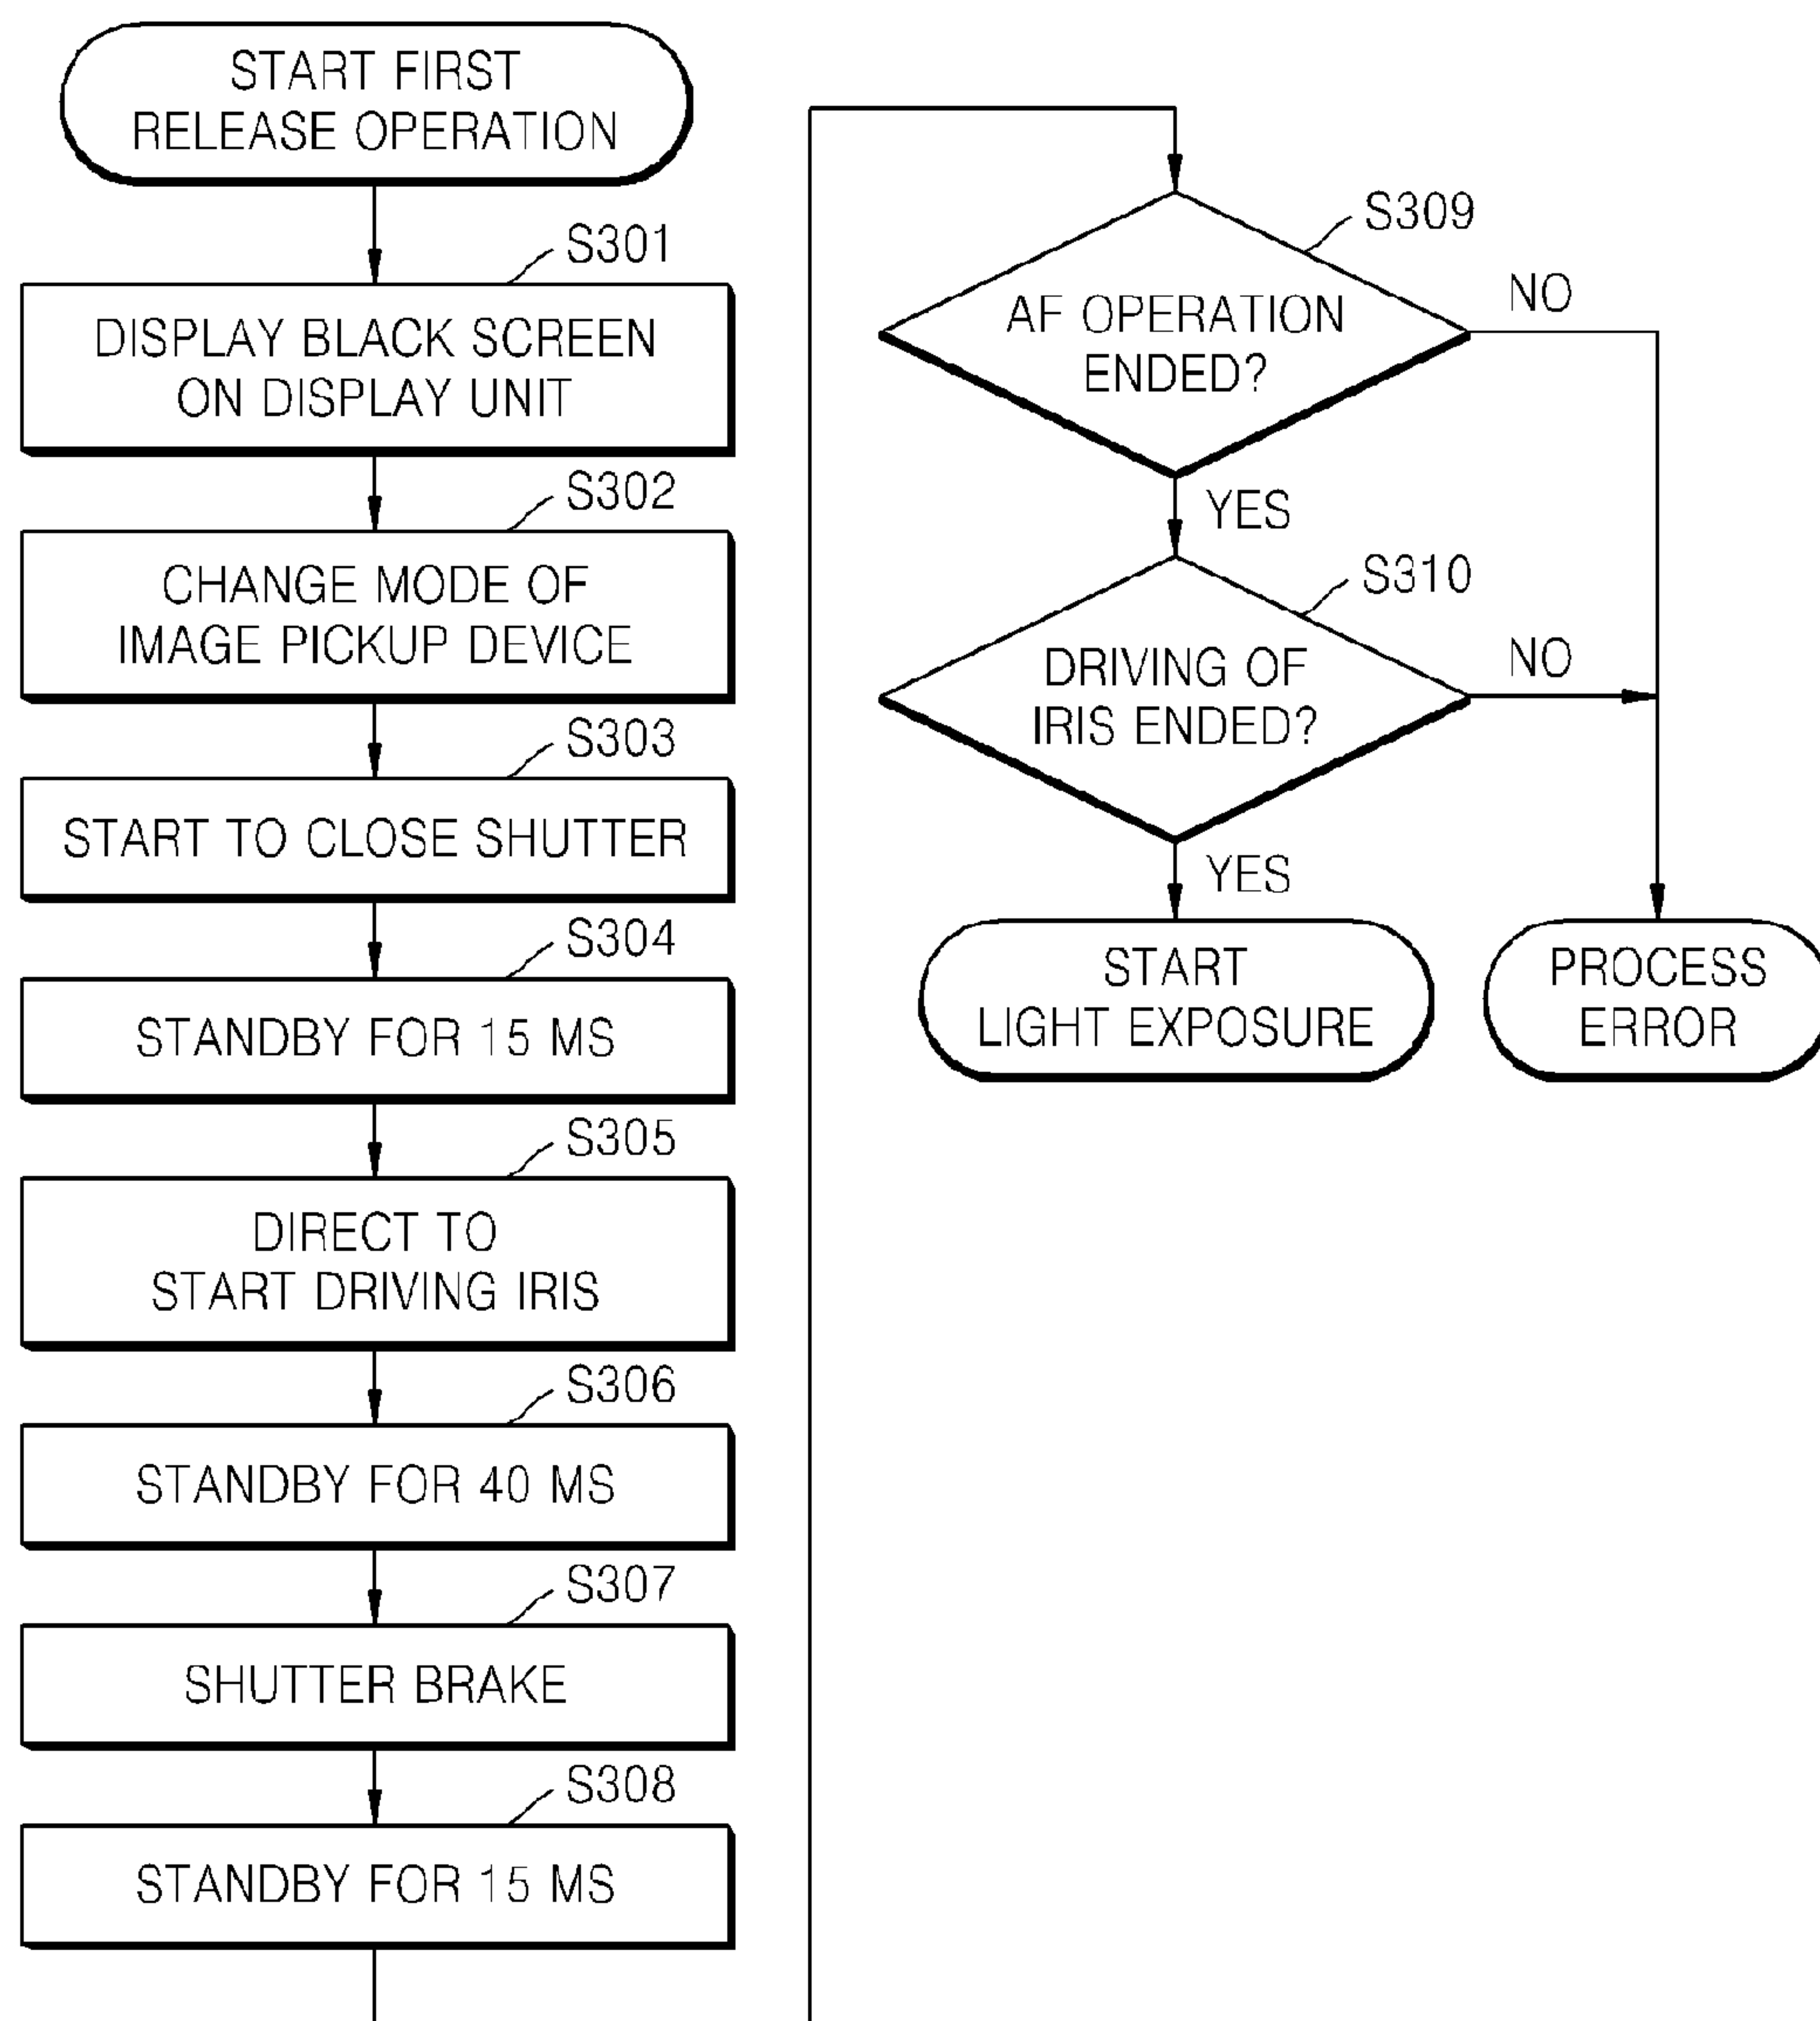 START FIRST
RELEASE OPERATION
S301
DISPLAY BLACK SCREEN
ON DISPLAY UNIT
S302
CHANGE MODE OF
IMAGE PICKUP DEVICE
S303
START TO CLOSE SHUTTER
S304
STANDBY FOR 15 MS
S305
DIRECT TO
START DRIVING IRIS
S306
STANDBY FOR 40 MS
S307
SHUTTER BRAKE
S308
STANDBY FOR 15 MS
S309
AF OPERATION
ENDED?
NO
YES
S310
DRIVING OF
IRIS ENDED?
NO
YES
START
LIGHT EXPOSURE
PROCESS
ERROR